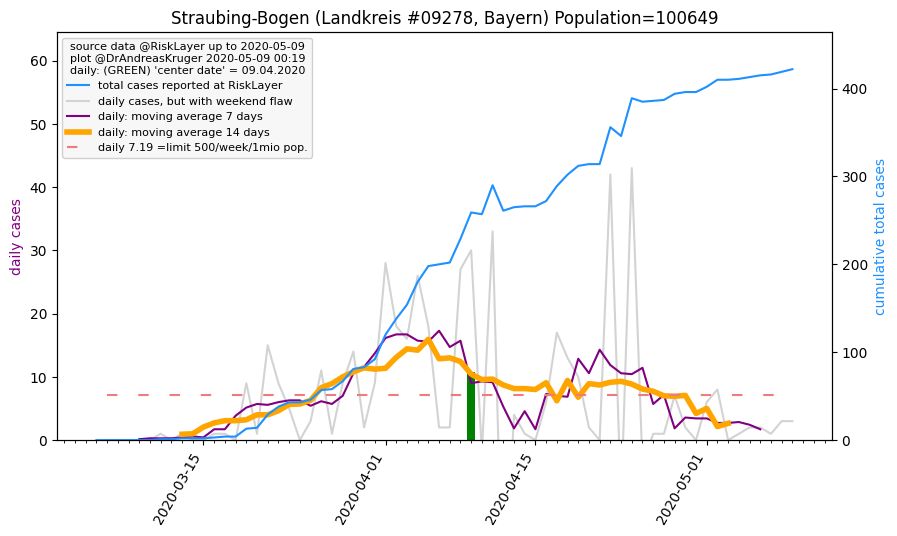 Straubing-Bogen (Landkreis #09278, Bayern) Population=100649
source data @RiskLayer up to 2020-05-09
plot @DrAndreasKruger 2020-05-09 00:19
daily: (GREEN) 'center date' = 09.04.2020
total cases reported at RiskLayer
daily cases, but with weekend flaw
daily: moving average 7 days
daily: moving average 14 days
daily 7.19 =limit 500/week/1mio pop.
daily cases
60
50
40
30
20
10
0
400
300
200
100
0
cumulative total cases
2020-03-15
2020-04-01
2020-04-15
2020-05-01